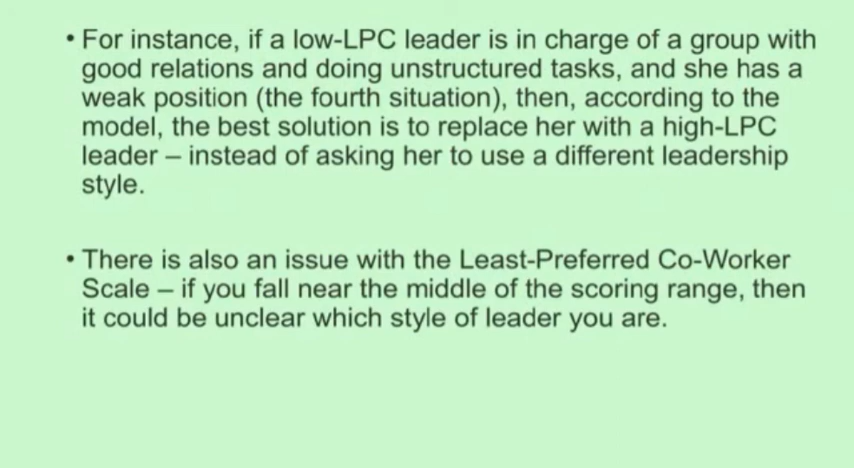 • For instance, if a low-LPC leader is in charge of a group with
good relations and doing unstructured tasks, and she has a
weak position (the fourth situation), then, according to the
model, the best solution is to replace her with a high-LPC
leader – instead of asking her to use a different leadership
style.
• There is also an issue with the Least-Preferred Co-Worker
Scale – if you fall near the middle of the scoring range, then
it could be unclear which style of leader you are.